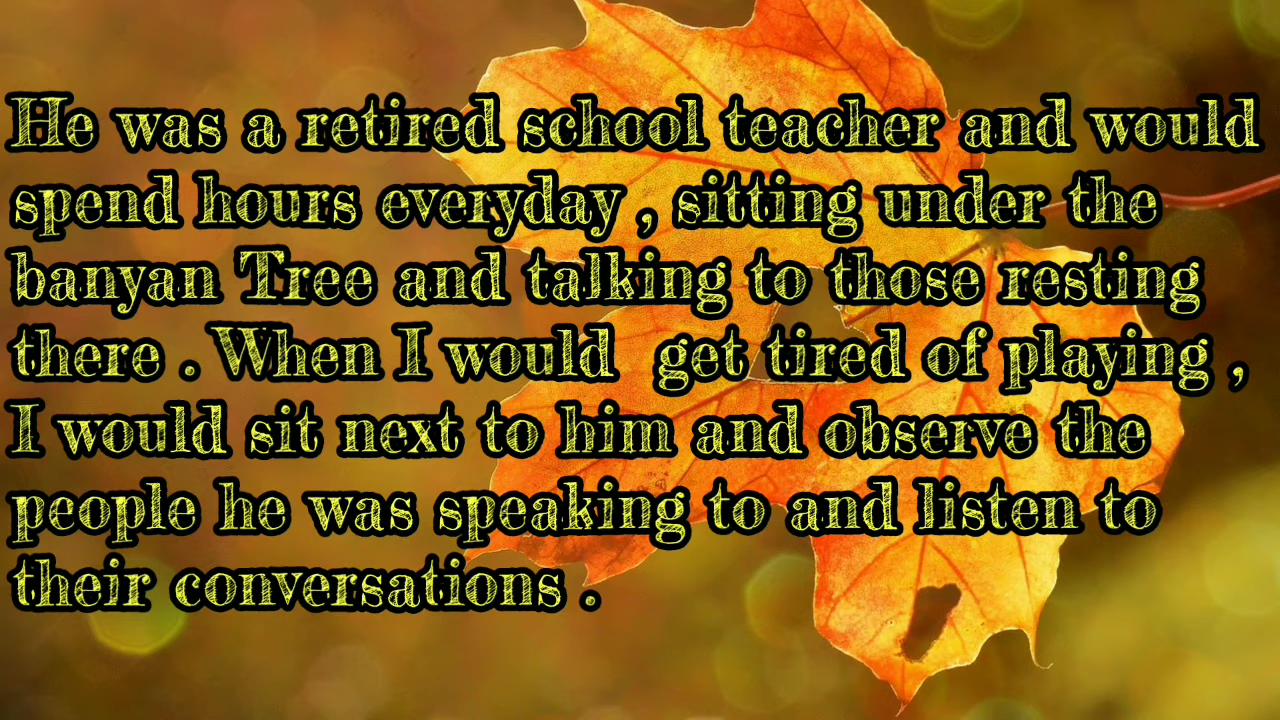 He was a retired school teacher and would
spend hours everyday , sitting under the
banyan Tree and talking to those resting
there . When I would  get tired of playing ,
I would sit next to him and observe the
people he was speaking to and listen to
their conversations .